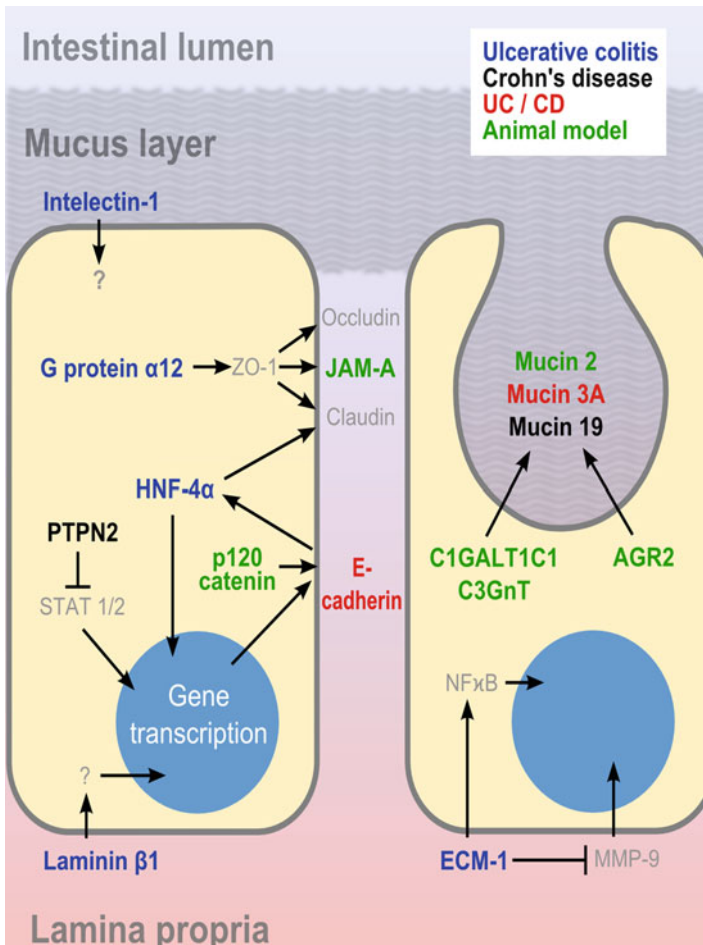 Intestinal lumen
Ulcerative colitis
Crohn's disease
UC / CD
Animal model
Mucus layer
Intelectin-1
?
Occludin
G protein α12
ZO-1
JAM-A
Claudin
Mucin 2
Mucin 3A
Mucin 19
HNF-4α
PTPN2
STAT 1/2
p120
catenin
E-
cadherin
C1GALT1C1
C3GnT
AGR2
Gene
transcription
NFϰB
?
Laminin β1
ECM-1
MMP-9
Lamina propria